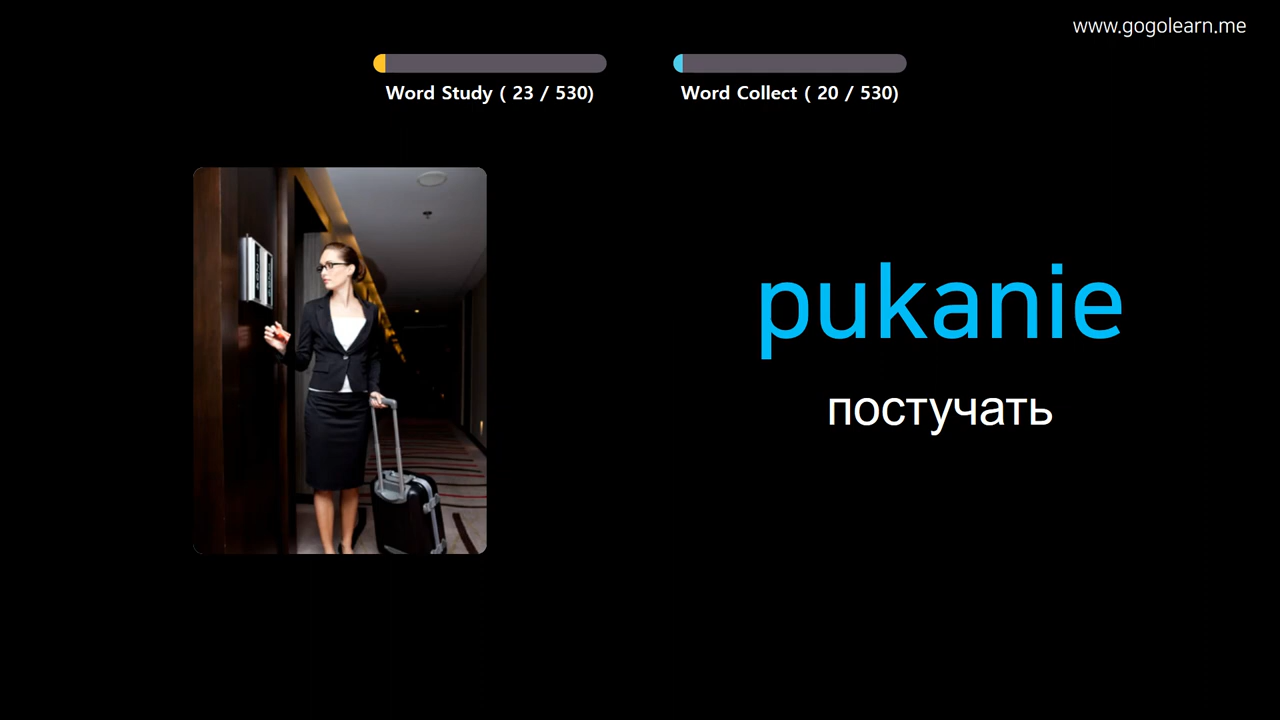 www.gogolearn.me
Word Study ( 23 / 530)
Word Collect ( 20 / 530)
pukanie
постучать